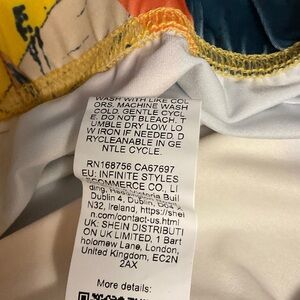 WASH WITH LIKE COL
ORS. MACHINE WASH
COLD. GENTLE CYCL
E. DO NOT BLEACH. T
UMBLE DRY LOW LO
W IRON IF NEEDED. D
RYCLEANABLE IN GE
NTLE CYCLE.
RN168756 CA67697
EU: INFINITE STYLES
ECOMMERCE CO., LI
ding, Buil
Dublin 4, Dublin,
N32, Ireland, https://shei
n.com/contact-us.html
UK: SHEIN DISTRIBUTI
ON UK LIMITED, 1 Bart
holomew Lane, London,
United Kingdom, EC2N
2AX
More details: